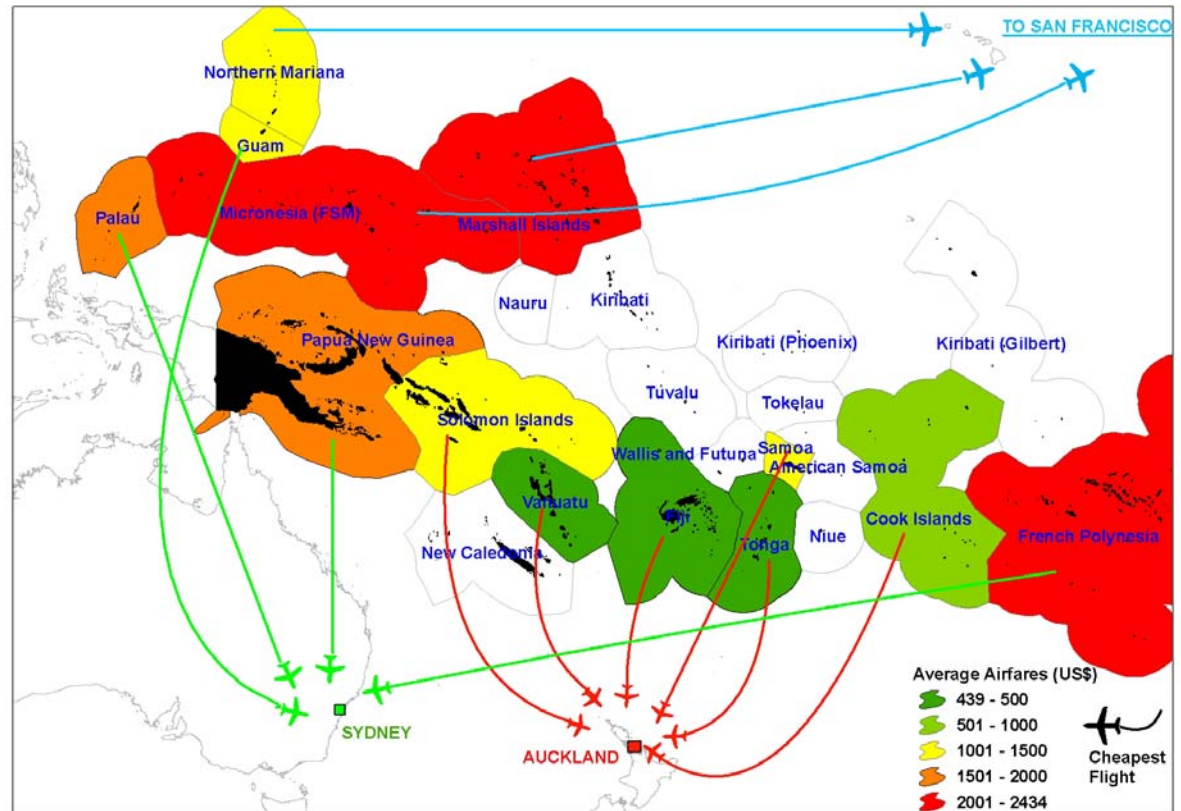 TO SAN FRANCISCO
Northern Mariana
Guam
Palau
Micronesia (FSM)
Marshall Islands
Nauru
Kiribati
Papua New Guinea
Kiribati (Phoenix)
Kiribati (Gilbert)
Tuvalu
Tokelau
Solomon Islands
Wallis and Futuna
Samoa
American Samoa
Vanuatu
Fiji
Tonga
Niue
Cook Islands
French Polynesia
New Caledonia
SYDNEY
AUCKLAND
Average Airfares (US$)
439 - 500
501 - 1000
1001 - 1500
1501 - 2000
2001 - 2434
Cheapest
Flight